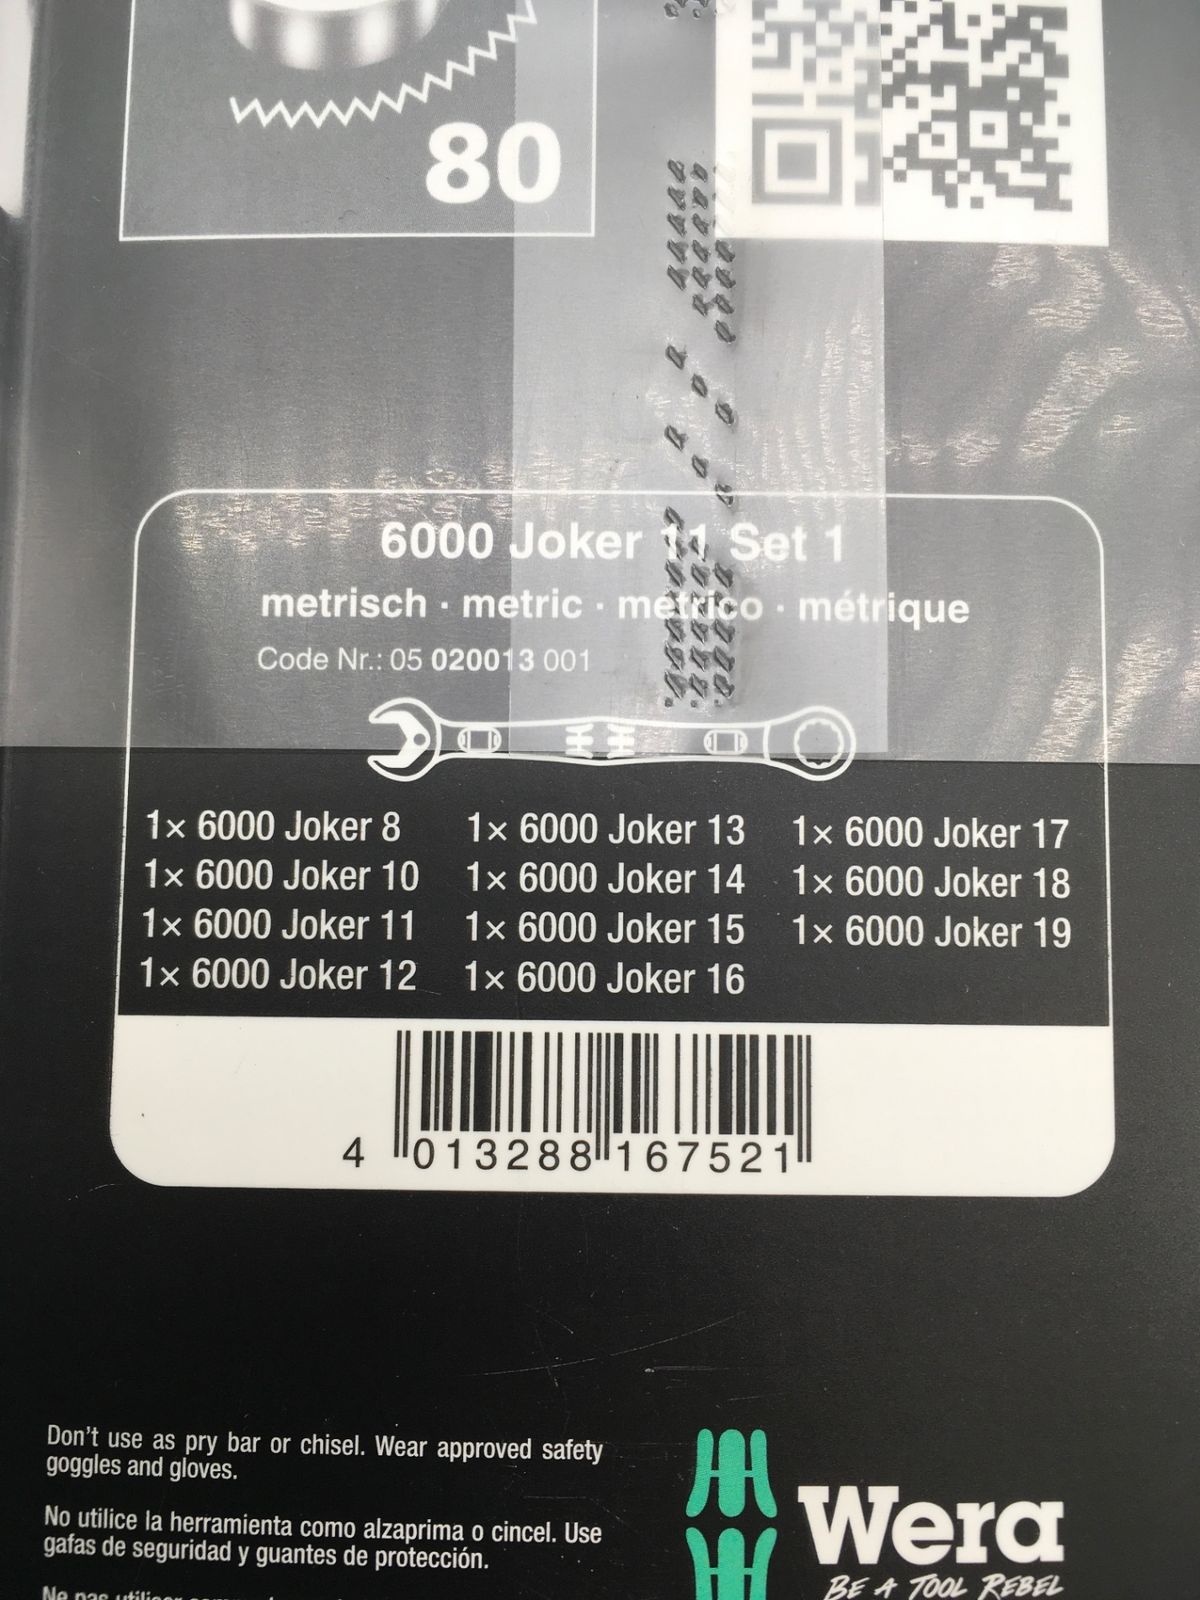 80
6000 Joker 11 Set 1
metrisch · metric · métrico · métrique
Code Nr.: 05 020013 001
1× 6000 Joker 8
1× 6000 Joker 10
1× 6000 Joker 11
1× 6000 Joker 12
1× 6000 Joker 13
1× 6000 Joker 14
1× 6000 Joker 15
1× 6000 Joker 16
1× 6000 Joker 17
1× 6000 Joker 18
1× 6000 Joker 19
4 013288 167521
Don't use as pry bar or chisel. Wear approved safety
goggles and gloves.
No utilice la herramienta como alzaprima o cincel. Use
gafas de seguridad y guantes de protección.
Ne pas utiliser
Wera
BE A TOOL REBEL